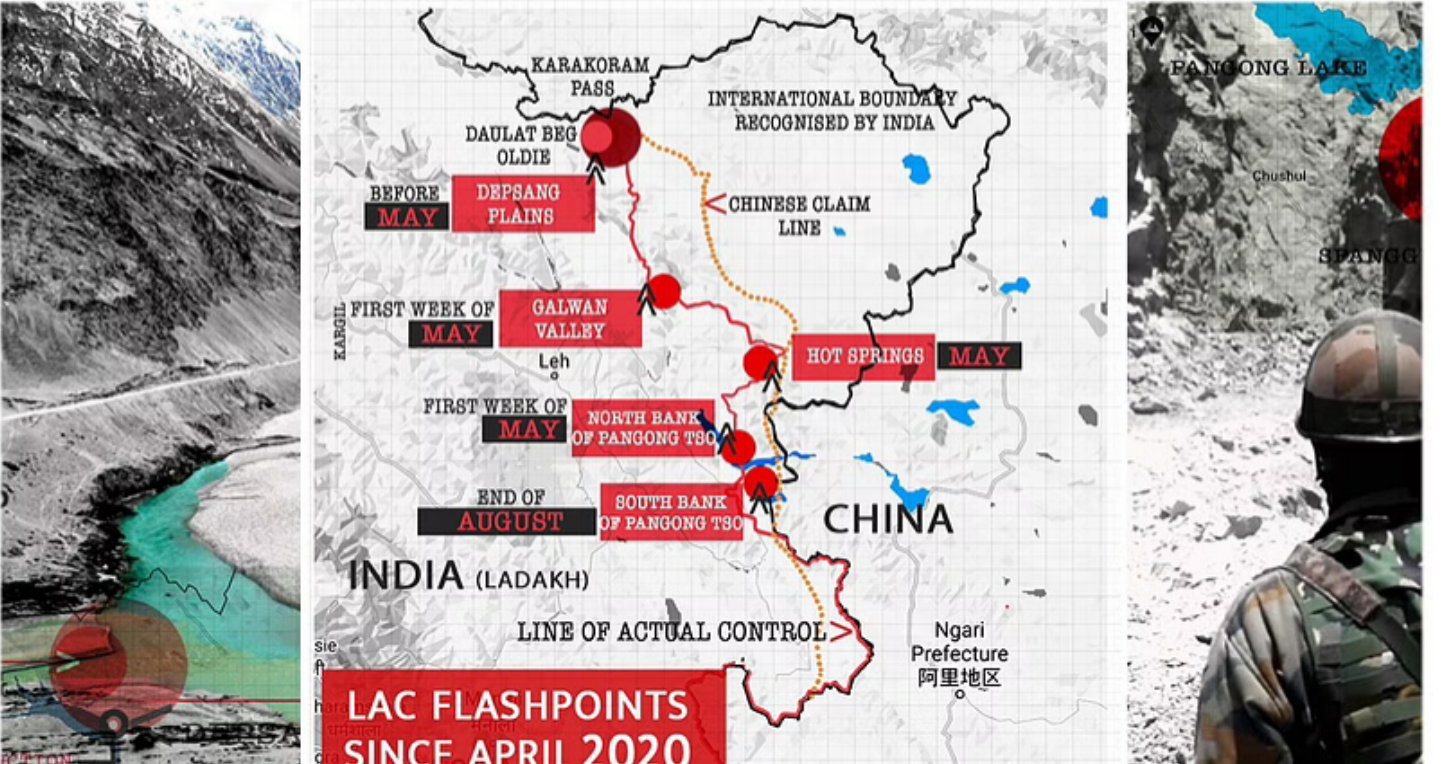 KARAKORAM
PASS
INTERNATIONAL BOUNDARY
RECOGNISED BY INDIA
DAULAT BEG
OLDIE
BEFORE
MAY
DEPSANG
PLAINS
CHINESE CLAIM
LINE
FIRST WEEK OF
MAY
GALWAN
VALLEY
KARGIL
Leh
HOT SPRINGS
MAY
FIRST WEEK OF
MAY
NORTH BANK
OF PANGONG TSO
END OF
AUGUST
SOUTH BANK
OF PANGONG TSO
CHINA
INDIA (LADAKH)
LINE OF ACTUAL CONTROL
Ngari
Prefecture
阿里地区
LAC FLASHPOINTS
SINCE APRIL 2020
PANGONG LAKE
Chushul
SPANGG